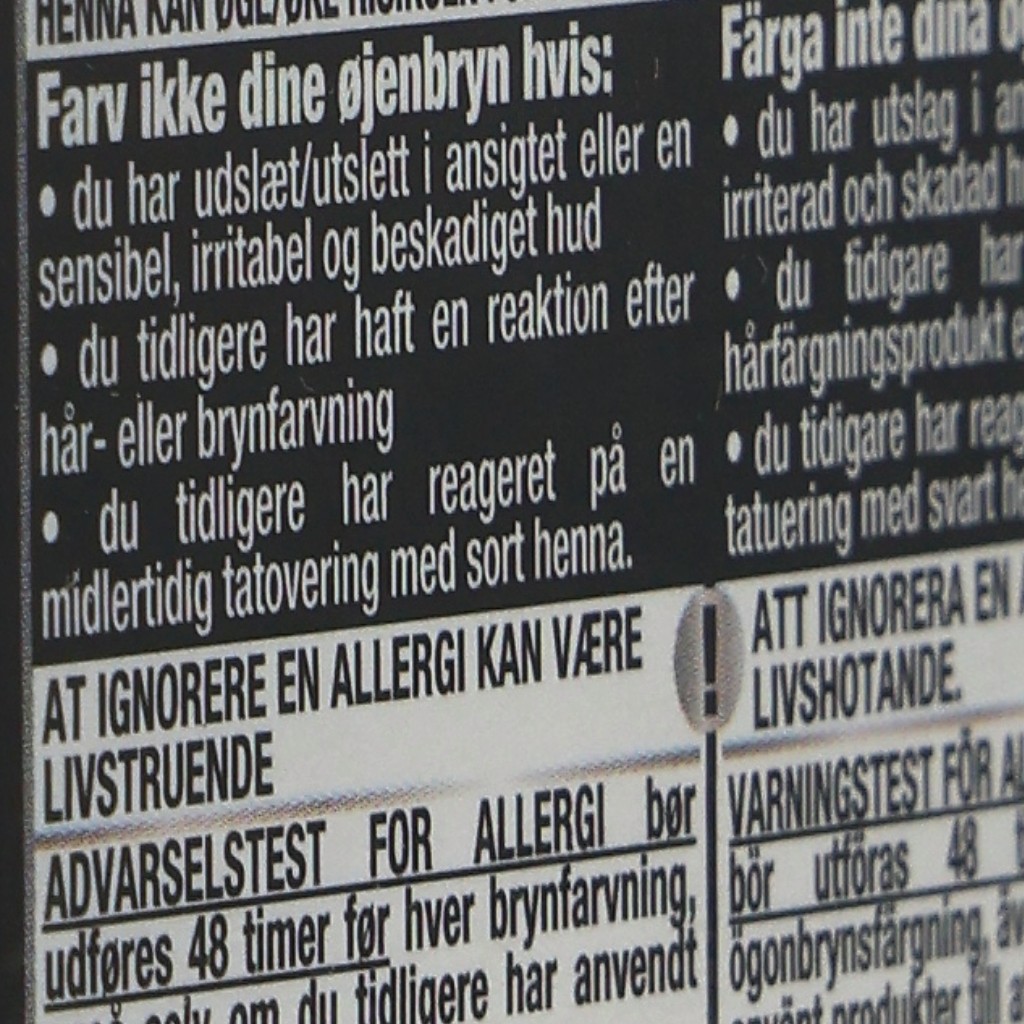 HENNA KAN ØGE/ØKE
Farv ikke dine øjenbryn hvis:
• du har udslæt/utslett i ansigtet eller en
sensibel, irritabel og beskadiget hud
• du tidligere har haft en reaktion efter
hår- eller brynfarvning
• du tidligere har reageret på en
midlertidig tatovering med sort henna.
AT IGNORERE EN ALLERGI KAN VÆRE
LIVSTRUENDE
ADVARSELSTEST FOR ALLERGI bør
udføres 48 timer før hver brynfarvning,
selv om du tidligere har anvendt
Färga inte dina
• du har utslag i
irriterad och skadad
• du tidigare har
hårfärgningsprodukt
• du tidigare har
tatuering med svart
!
ATT IGNORERA EN
LIVSHOTANDE.
VARNINGSTEST FÖR
bör utföras 48
ögonbrynsfärgning,
använt produkter till